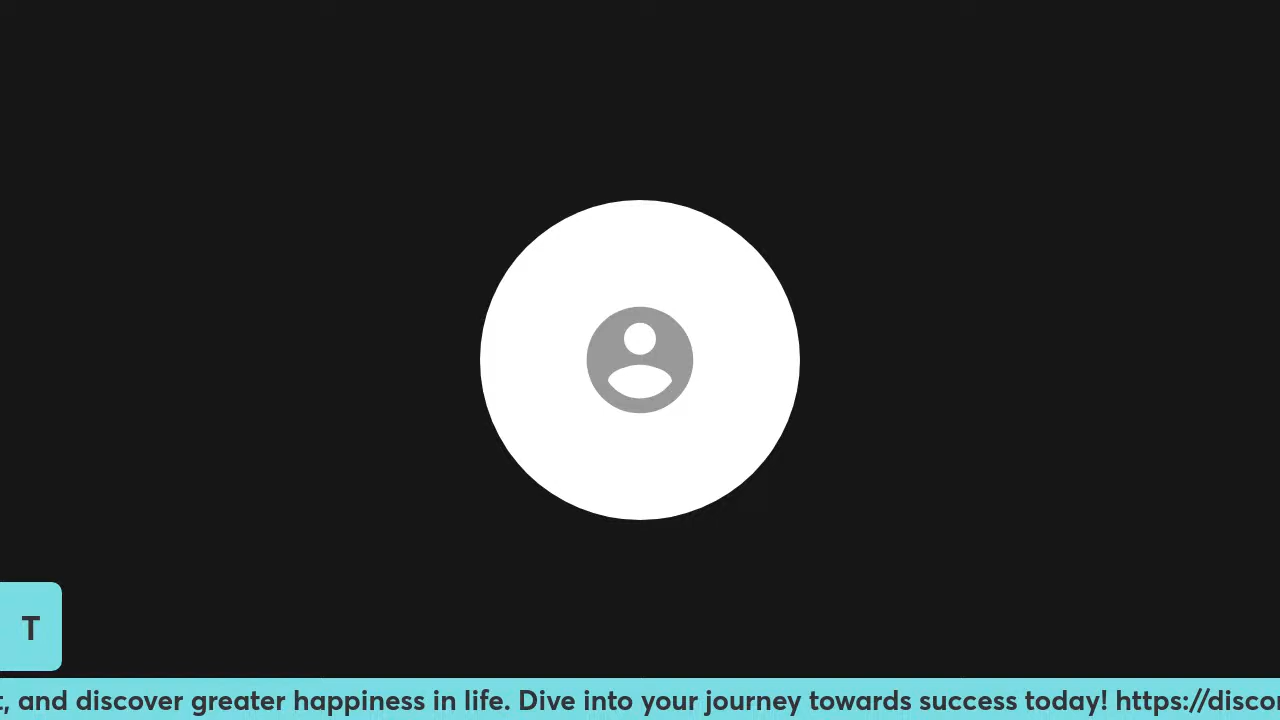 T
, and discover greater happiness in life. Dive into your journey towards success today! https://disco